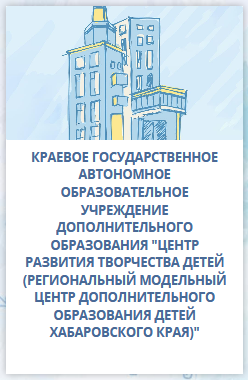 КРАЕВОЕ ГОСУДАРСТВЕННОЕ
АВТОНОМНОЕ
ОБРАЗОВАТЕЛЬНОЕ
УЧРЕЖДЕНИЕ
ДОПОЛНИТЕЛЬНОГО
ОБРАЗОВАНИЯ "ЦЕНТР
РАЗВИТИЯ ТВОРЧЕСТВА ДЕТЕЙ
(РЕГИОНАЛЬНЫЙ МОДЕЛЬНЫЙ
ЦЕНТР ДОПОЛНИТЕЛЬНОГО
ОБРАЗОВАНИЯ ДЕТЕЙ
ХАБАРОВСКОГО КРАЯ)"